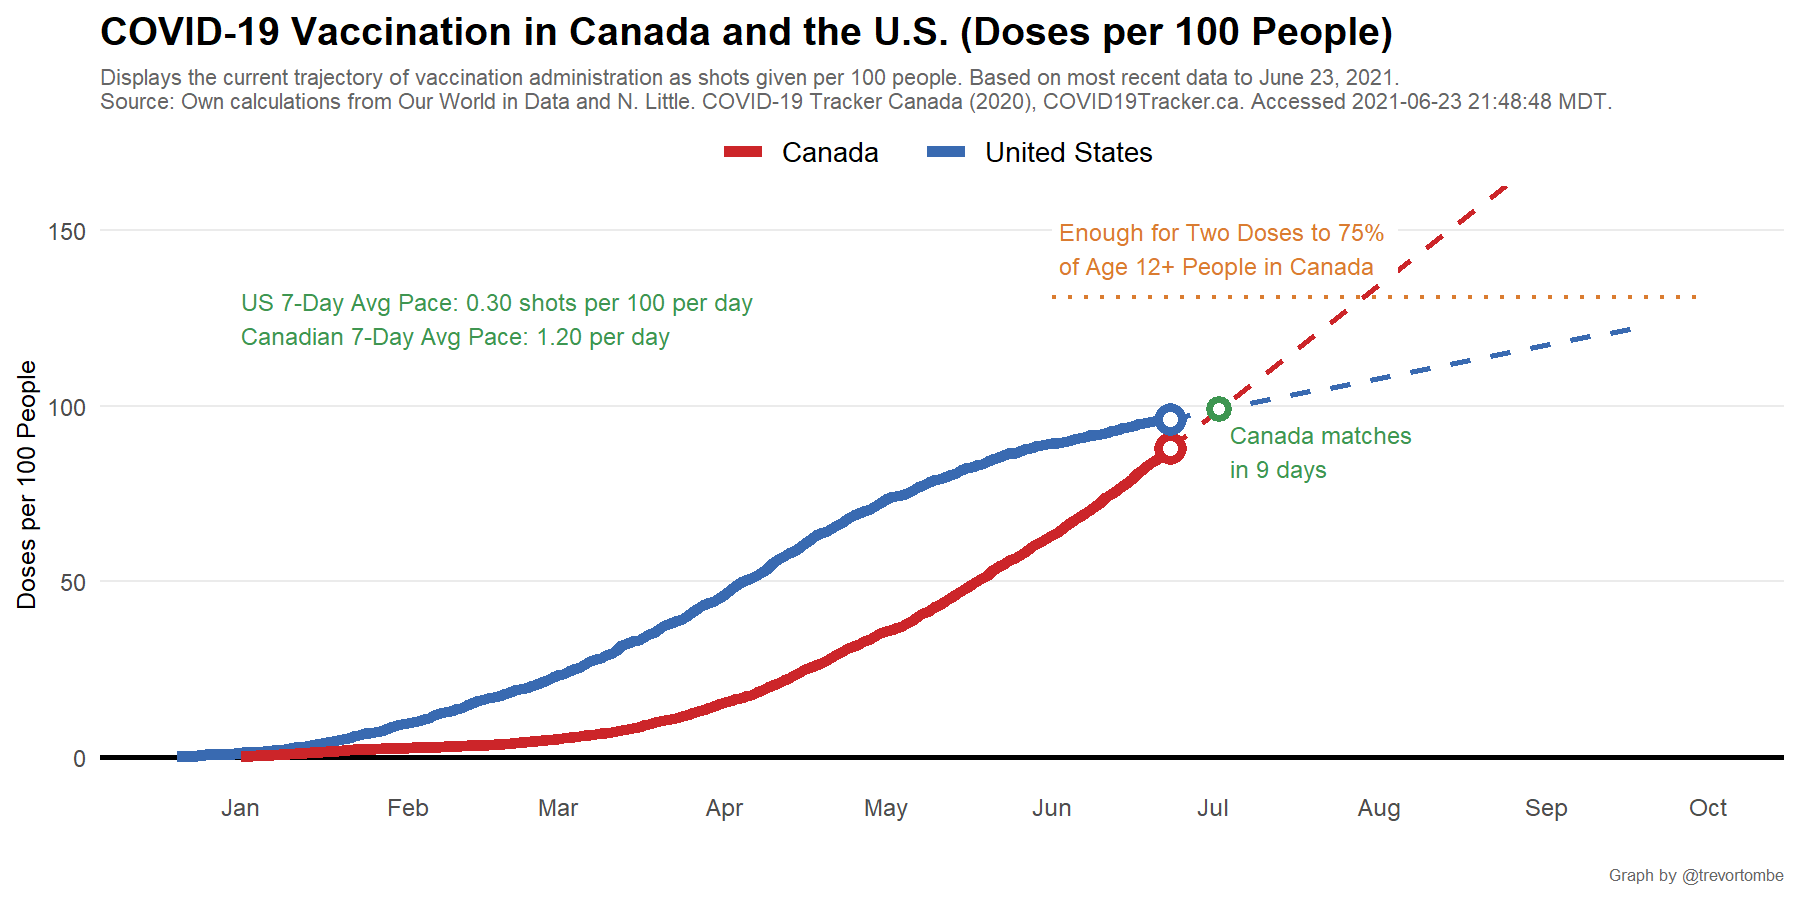 COVID-19 Vaccination in Canada and the U.S. (Doses per 100 People)
Displays the current trajectory of vaccination administration as shots given per 100 people. Based on most recent data to June 23, 2021.
Source: Own calculations from Our World in Data and N. Little. COVID-19 Tracker Canada (2020), COVID19Tracker.ca. Accessed 2021-06-23 21:48:48 MDT.
Canada
United States
150
100
50
0
Doses per 100 People
Enough for Two Doses to 75%
of Age 12+ People in Canada
US 7-Day Avg Pace: 0.30 shots per 100 per day
Canadian 7-Day Avg Pace: 1.20 per day
Canada matches
in 9 days
Jan
Feb
Mar
Apr
May
Jun
Jul
Aug
Sep
Oct
Graph by @trevortombe